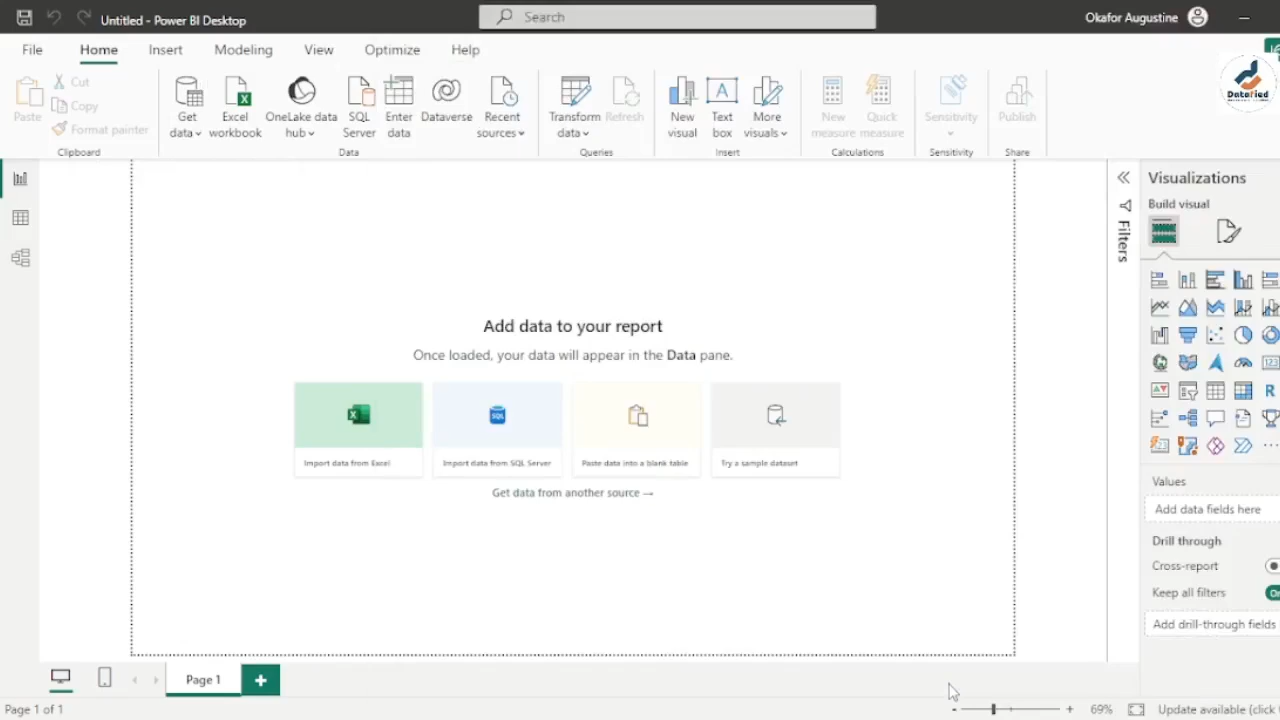 Untitled - Power BI Desktop
Search
Okafor Augustine
File Home Insert Modeling View Optimize Help
Paste
Cut
Copy
Format painter
Clipboard
Get data
Excel workbook
OneLake data hub
SQL Server
Enter data
Dataverse
Recent sources
Data
Transform data
Refresh
Queries
New visual
Text box
More visuals
Insert
New measure
Quick measure
Calculations
Sensitivity
Sensitivity
Publish
Share
Datafied
Filters
Visualizations
Build visual
Add data to your report
Once loaded, your data will appear in the Data pane.
Import data from Excel
Import data from SQL Server
Paste data into a blank table
Try a sample dataset
Get data from another source →
Values
Add data fields here
Drill through
Cross-report
Keep all filters
On
Add drill-through fields
Page 1
Page 1 of 1
69%
Update available (click